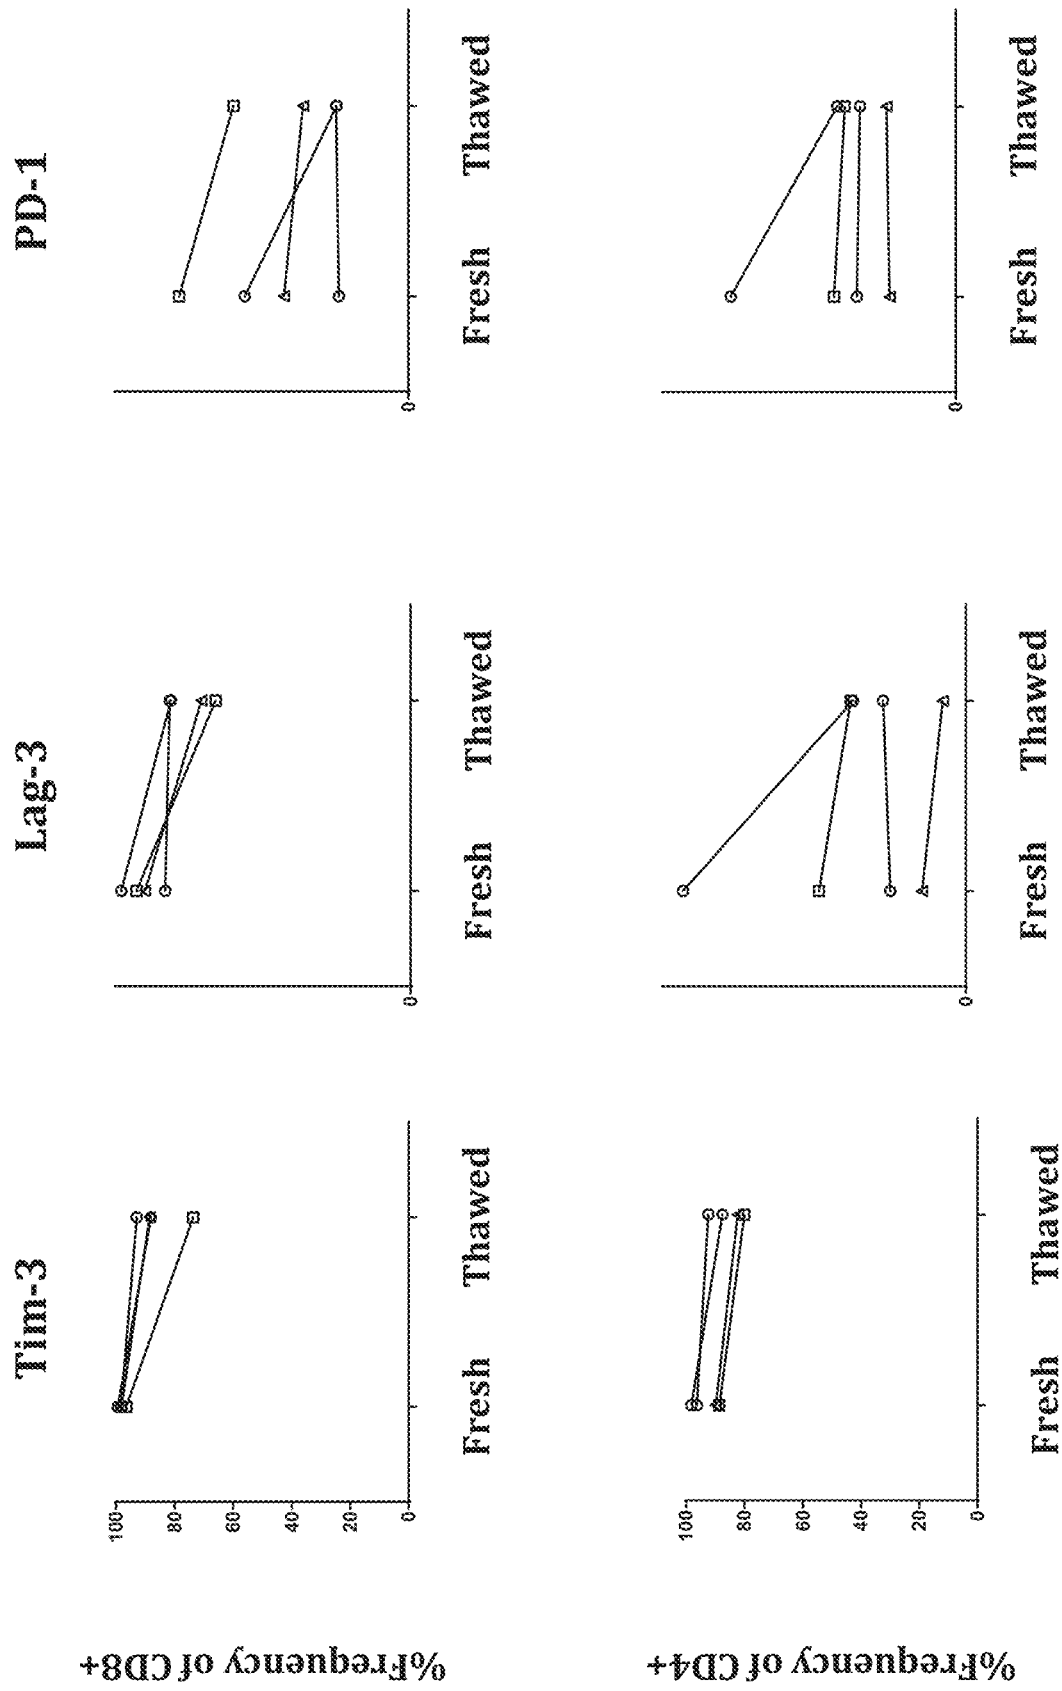 Tim-3 Lag-3 PD-1
%Frequency of CD8+
100
80
60
40
20
0 0 0
Fresh Thawed Fresh Thawed Fresh Thawed
%Frequency of CD4+
100
80
60
40
20
0 0 0
Fresh Thawed Fresh Thawed Fresh Thawed